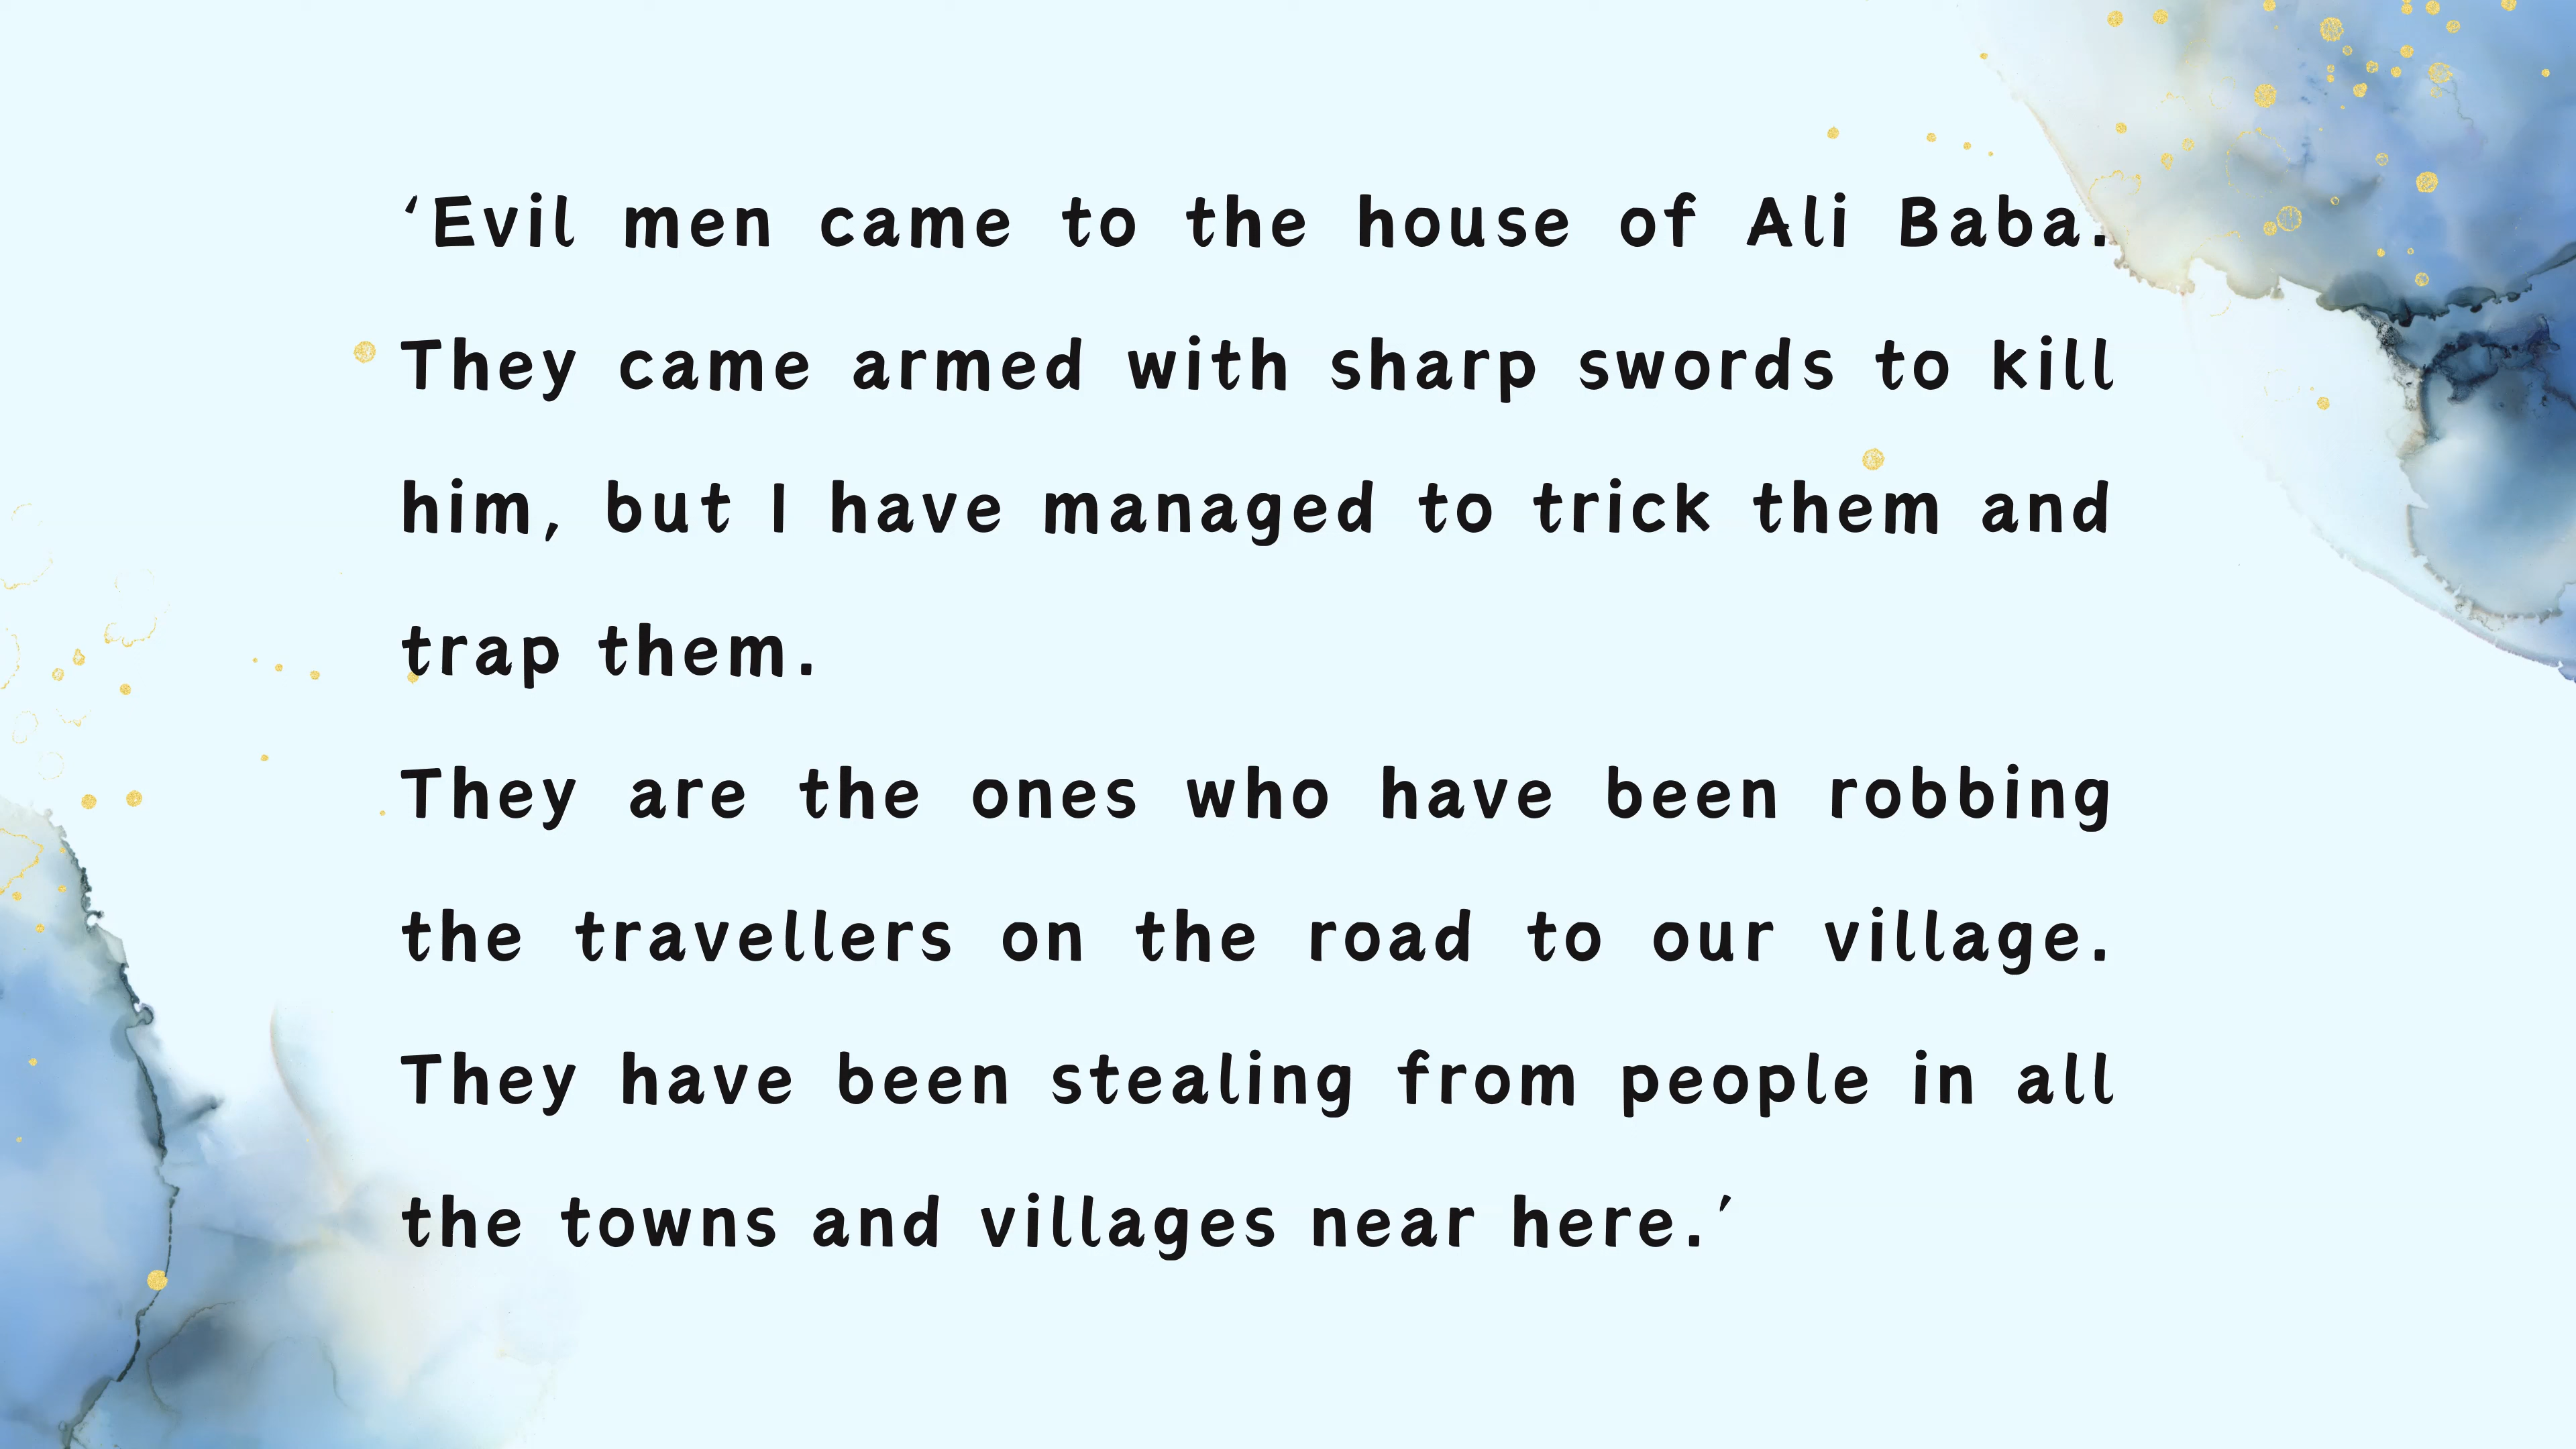 ‘Evil men came to the house of Ali Baba.
They came armed with sharp swords to kill
him, but I have managed to trick them and
trap them.
They are the ones who have been robbing
the travellers on the road to our village.
They have been stealing from people in all
the towns and villages near here.’